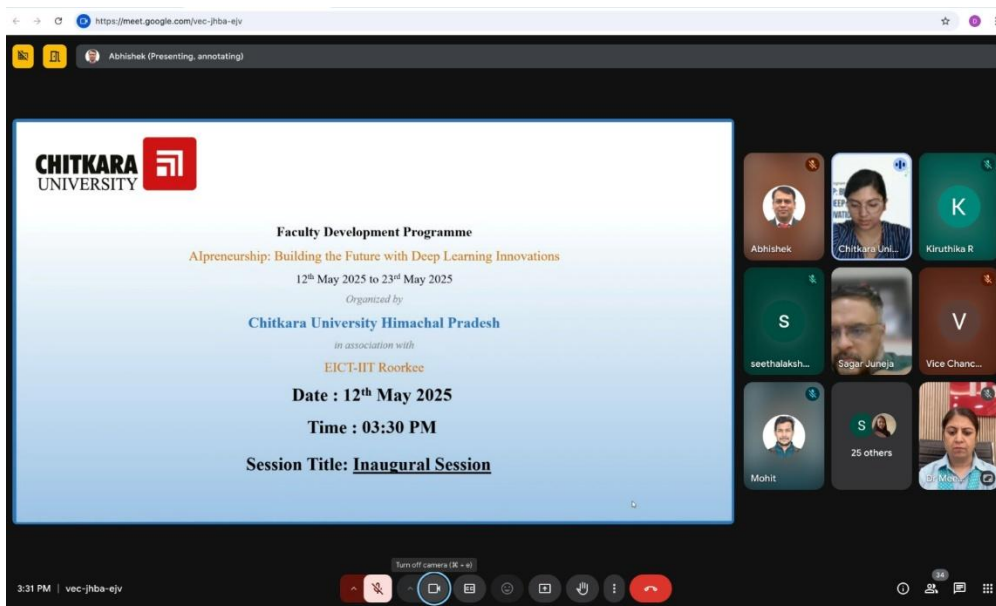 https://meet.google.com/vec-jhba-ejv
D
Abhishek (Presenting, annotating)
CHITKARA
UNIVERSITY
Faculty Development Programme
AIpreneurship: Building the Future with Deep Learning Innovations
12th May 2025 to 23rd May 2025
Organized by
Chitkara University Himachal Pradesh
in association with
EICT-IIT Roorkee
Date : 12th May 2025
Time : 03:30 PM
Session Title: Inaugural Session
Abhishek
Chitkara Uni...
K
Kiruthika R
S
seethalaksh...
Sagar Juneja
V
Vice Chanc...
Mohit
S
25 others
Dr Mee...
Turn off camera (⌘ + e)
3:31 PM | vec-jhba-ejv
34